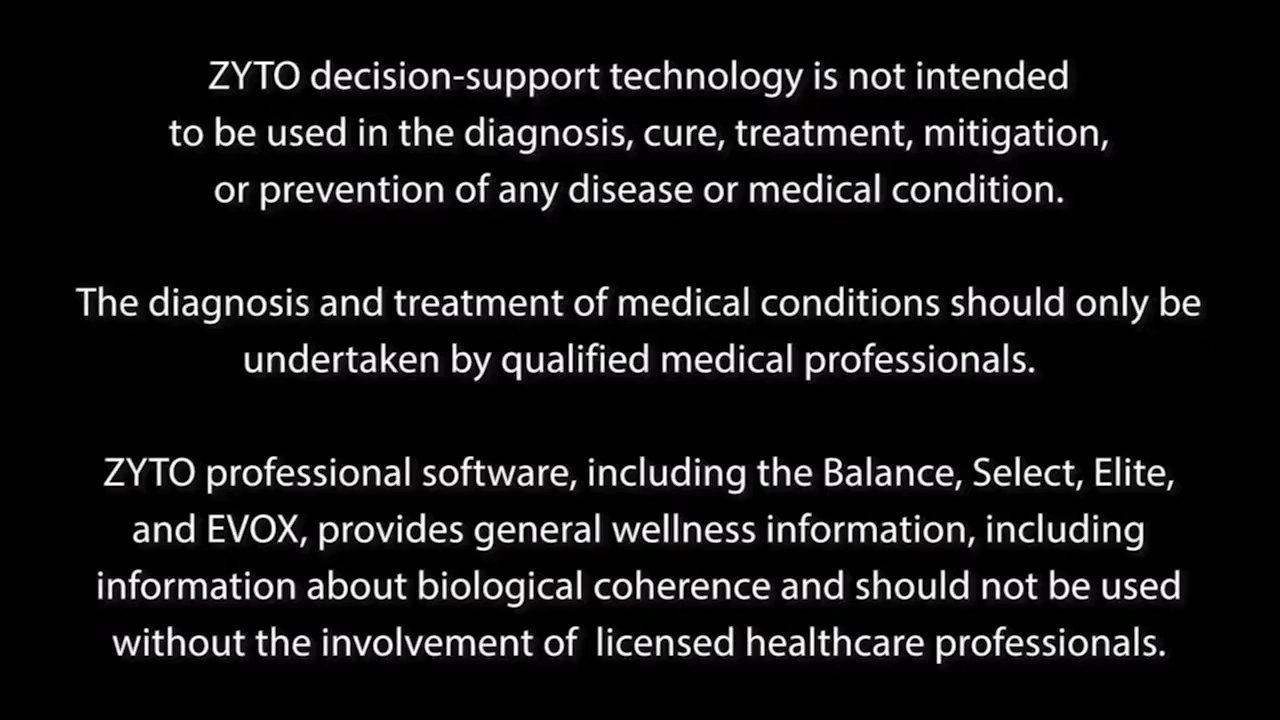 ZYTO decision-support technology is not intended
to be used in the diagnosis, cure, treatment, mitigation,
or prevention of any disease or medical condition.
The diagnosis and treatment of medical conditions should only be
undertaken by qualified medical professionals.
ZYTO professional software, including the Balance, Select, Elite,
and EVOX, provides general wellness information, including
information about biological coherence and should not be used
without the involvement of licensed healthcare professionals.